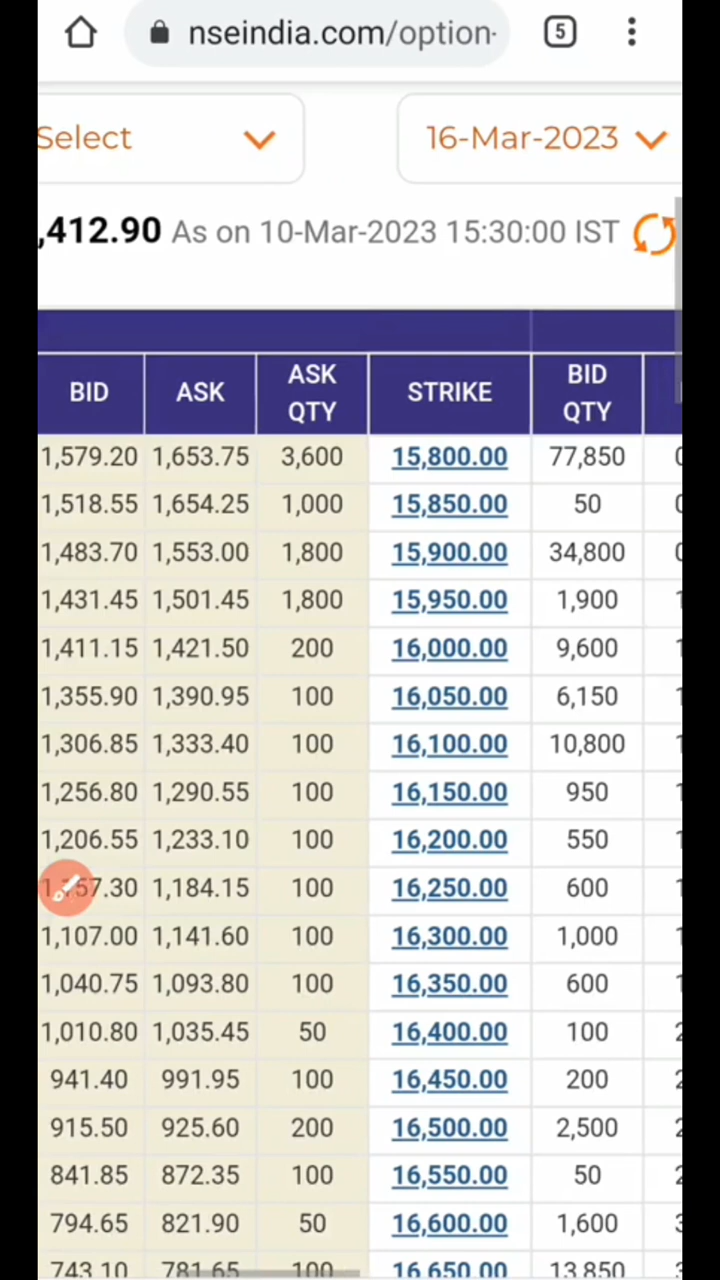 nseindia.com/option-
5
Select
16-Mar-2023
,412.90 As on 10-Mar-2023 15:30:00 IST
BID ASK ASK QTY STRIKE BID QTY
1,579.20 1,653.75 3,600 15,800.00 77,850
1,518.55 1,654.25 1,000 15,850.00 50
1,483.70 1,553.00 1,800 15,900.00 34,800
1,431.45 1,501.45 1,800 15,950.00 1,900
1,411.15 1,421.50 200 16,000.00 9,600
1,355.90 1,390.95 100 16,050.00 6,150
1,306.85 1,333.40 100 16,100.00 10,800
1,256.80 1,290.55 100 16,150.00 950
1,206.55 1,233.10 100 16,200.00 550
1,157.30 1,184.15 100 16,250.00 600
1,107.00 1,141.60 100 16,300.00 1,000
1,040.75 1,093.80 100 16,350.00 600
1,010.80 1,035.45 50 16,400.00 100
941.40 991.95 100 16,450.00 200
915.50 925.60 200 16,500.00 2,500
841.85 872.35 100 16,550.00 50
794.65 821.90 50 16,600.00 1,600
743.10 781.65 100 16,650.00 13,850